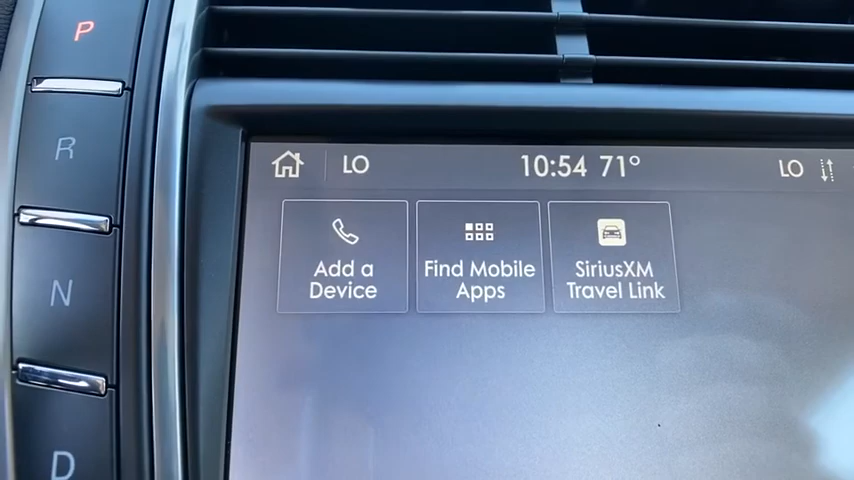 P
R
N
D
LO
10:54 71°
LO
Add a
Device
Find Mobile
Apps
SiriusXM
Travel Link